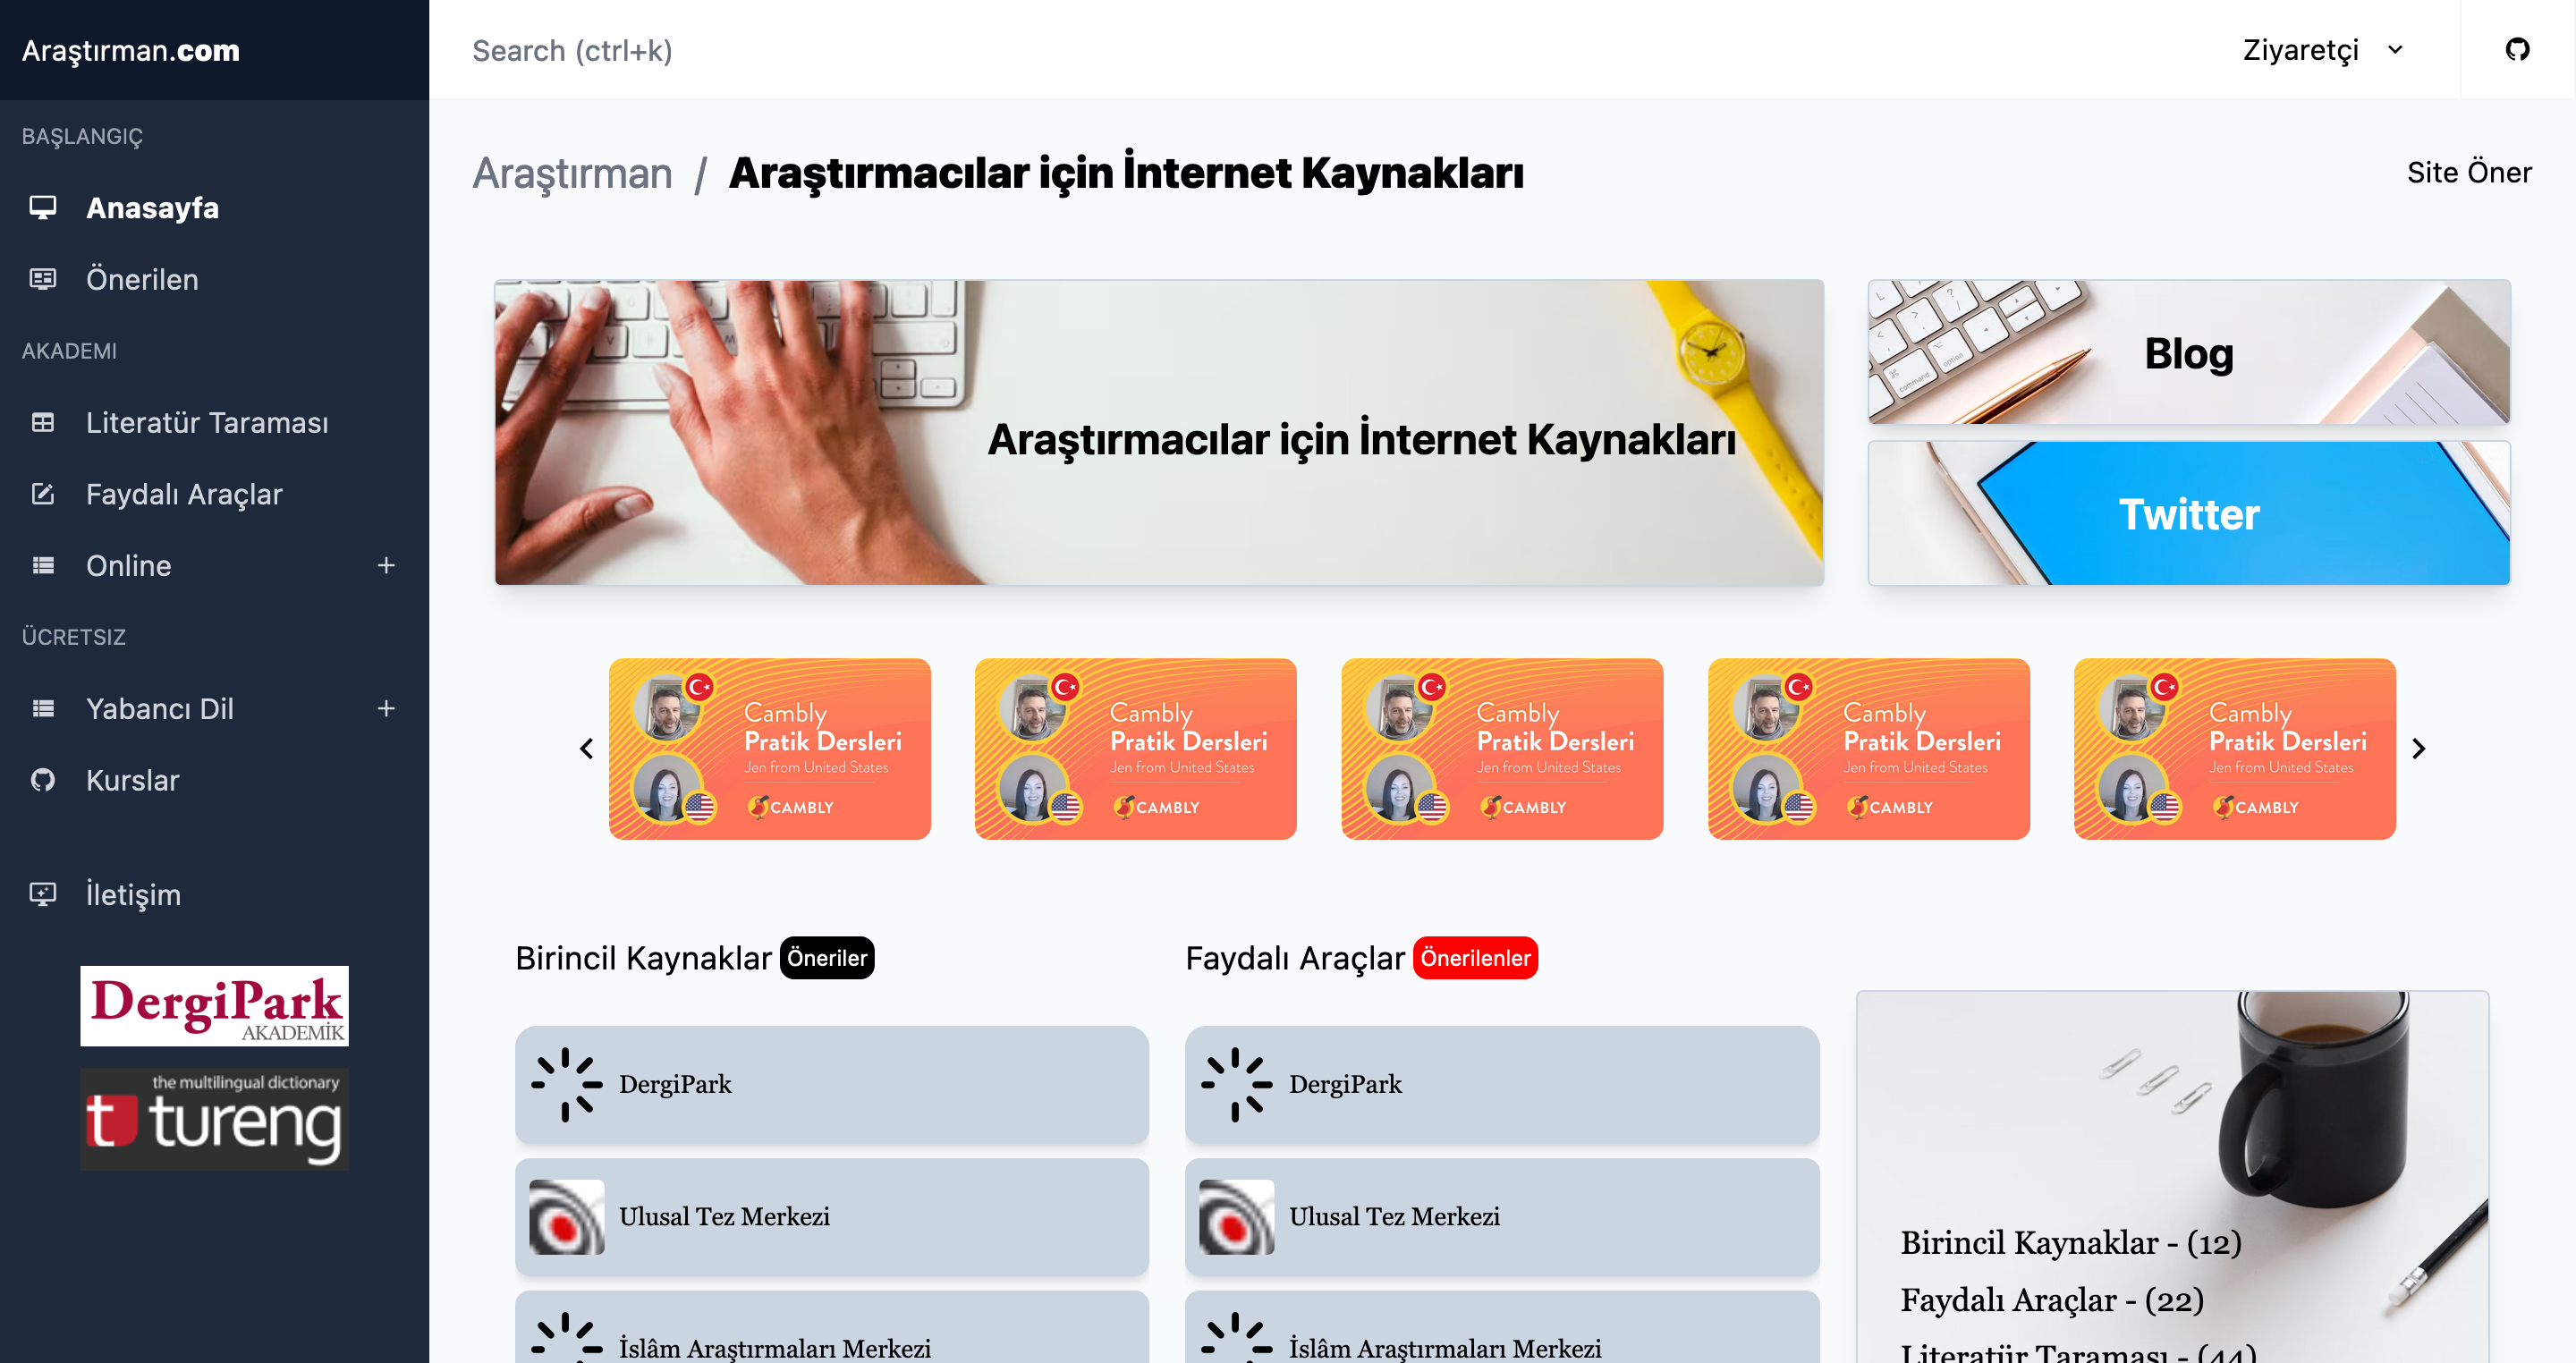 Araştırman.com
BAŞLANGIÇ
Anasayfa
Önerilen
AKADEMI
Literatür Taraması
Faydalı Araçlar
Online
ÜCRETSIZ
Yabancı Dil
Kurslar
İletişim
DergiPark
AKADEMİK
the multilingual dictionary
t tureng
Search (ctrl+k)
Ziyaretçi
Araştırman / Araştırmacılar için İnternet Kaynakları
Site Öner
Araştırmacılar için İnternet Kaynakları
command
option
Blog
Twitter
Cambly
Pratik Dersleri
Jen from United States
CAMBLY
Cambly
Pratik Dersleri
Jen from United States
CAMBLY
Cambly
Pratik Dersleri
Jen from United States
CAMBLY
Cambly
Pratik Dersleri
Jen from United States
CAMBLY
Cambly
Pratik Dersleri
Jen from United States
CAMBLY
Birincil Kaynaklar Öneriler
DergiPark
Ulusal Tez Merkezi
İslâm Araştırmaları Merkezi
Faydalı Araçlar Önerilenler
DergiPark
Ulusal Tez Merkezi
İslâm Araştırmaları Merkezi
Birincil Kaynaklar - (12)
Faydalı Araçlar - (22)
Literatür Taraması - (44)